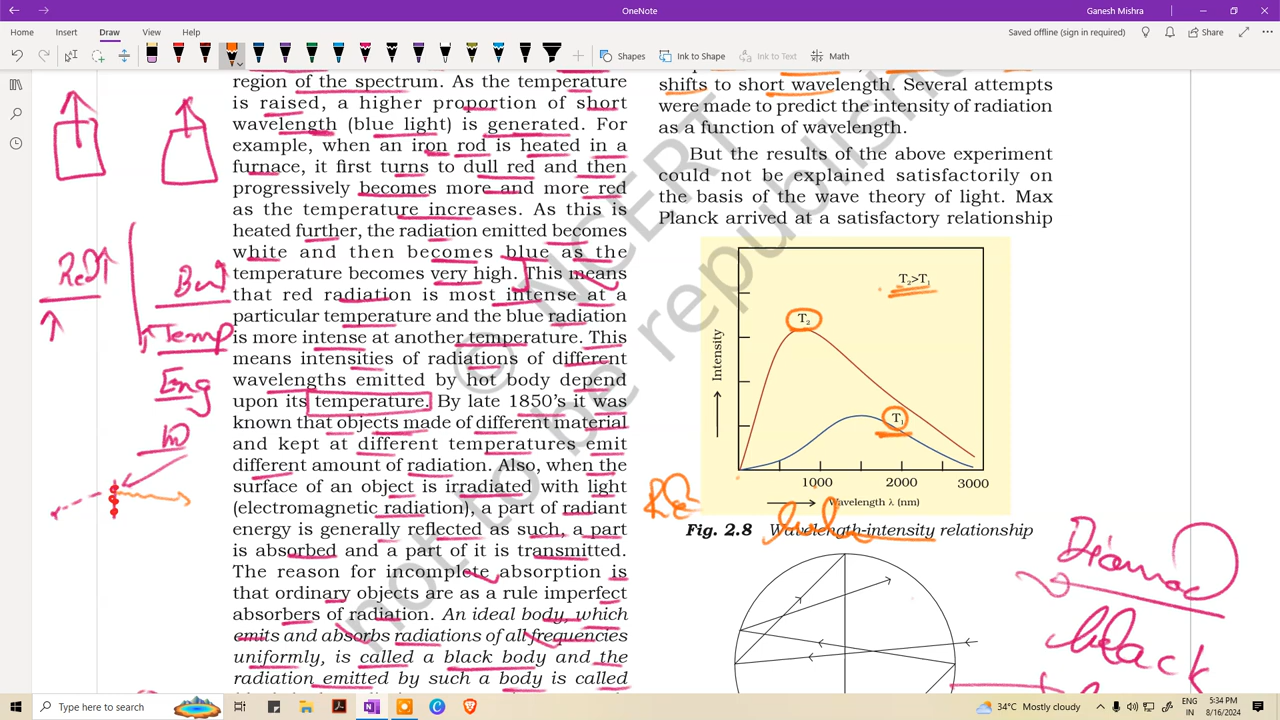 OneNote
Ganesh Mishra
Home Insert Draw View Help
Saved offline (sign in required)
Share
Shapes
Ink to Shape
Ink to Text
Math
region of the spectrum. As the temperature
is raised, a higher proportion of short
wavelength (blue light) is generated. For
example, when an iron rod is heated in a
furnace, it first turns to dull red and then
progressively becomes more and more red
as the temperature increases. As this is
heated further, the radiation emitted becomes
white and then becomes blue as the
temperature becomes very high. This means
that red radiation is most intense at a
particular temperature and the blue radiation
is more intense at another temperature. This
means intensities of radiations of different
wavelengths emitted by hot body depend
upon its temperature. By late 1850's it was
known that objects made of different material
and kept at different temperatures emit
different amount of radiation. Also, when the
surface of an object is irradiated with light
(electromagnetic radiation), a part of radiant
energy is generally reflected as such, a part
is absorbed and a part of it is transmitted.
The reason for incomplete absorption is
that ordinary objects are as a rule imperfect
absorbers of radiation. An ideal body, which
emits and absorbs radiations of all frequencies
uniformly, is called a black body and the
radiation emitted by such a body is called
Temp
Eng
shifts to short wavelength. Several attempts
were made to predict the intensity of radiation
as a function of wavelength.
But the results of the above experiment
could not be explained satisfactorily on
the basis of the wave theory of light. Max
Planck arrived at a satisfactory relationship
T₂>T₁
T₂
T₁
Intensity
1000 2000 3000
Wavelength λ (nm)
Fig. 2.8 Wavelength-intensity relationship
black
© NCERT
not to be republished
Type here to search
34°C Mostly cloudy
ENG
IN
5:34 PM
8/16/2024